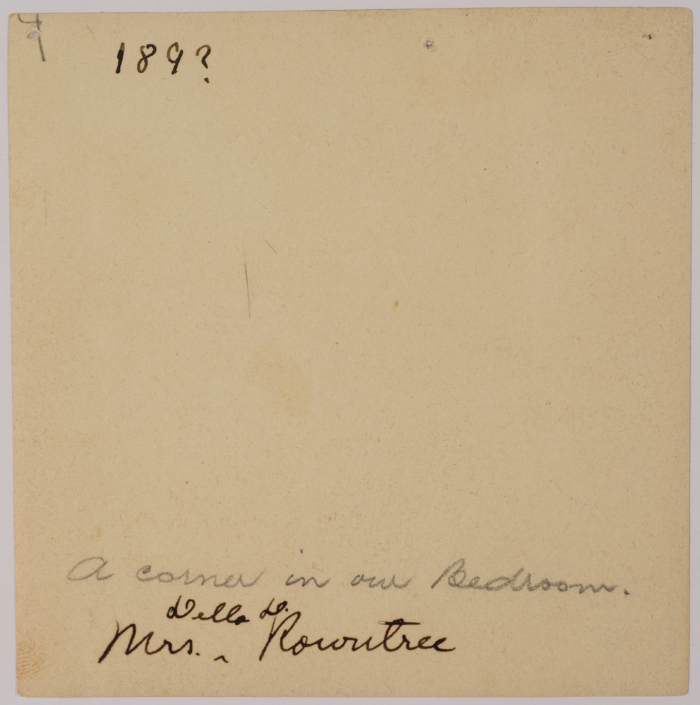 189?
A corner in our Bedroom.
Della D.
Mrs. ‸ Rowntree